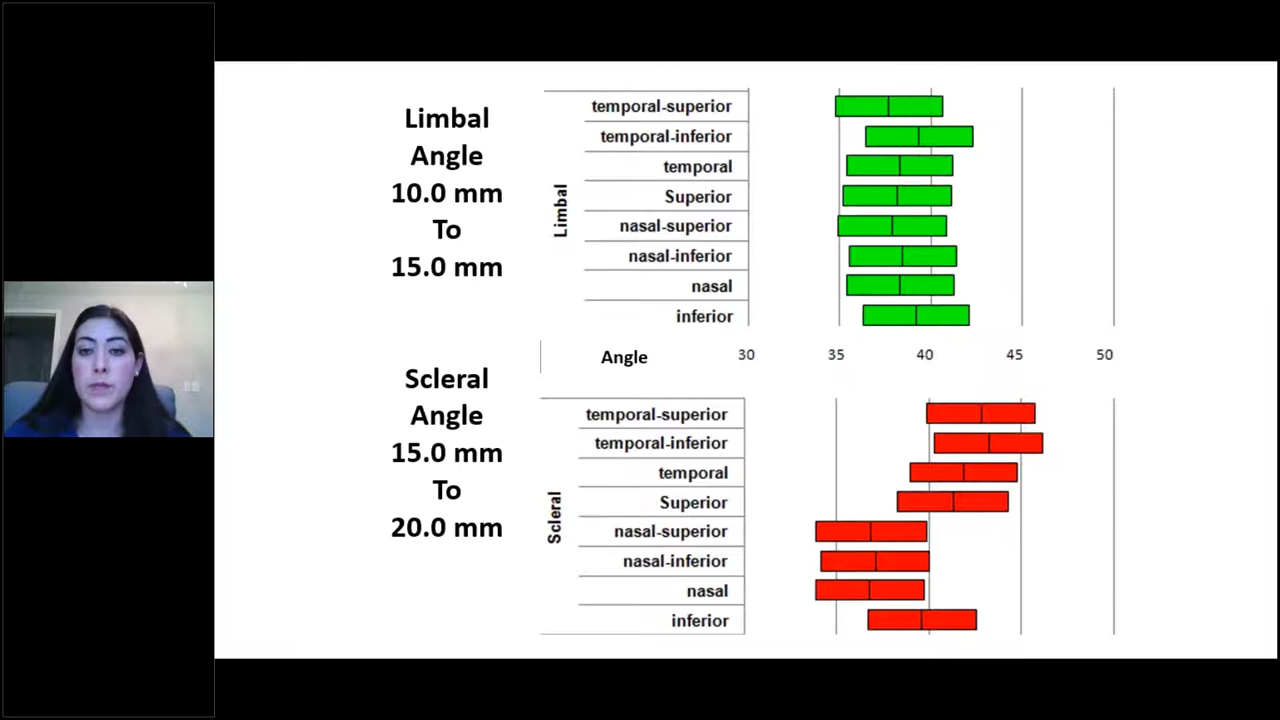 Limbal
Angle
10.0 mm
To
15.0 mm
Limbal
temporal-superior
temporal-inferior
temporal
Superior
nasal-superior
nasal-inferior
nasal
inferior
Angle 30 35 40 45 50
Scleral
Angle
15.0 mm
To
20.0 mm
Scleral
temporal-superior
temporal-inferior
temporal
Superior
nasal-superior
nasal-inferior
nasal
inferior